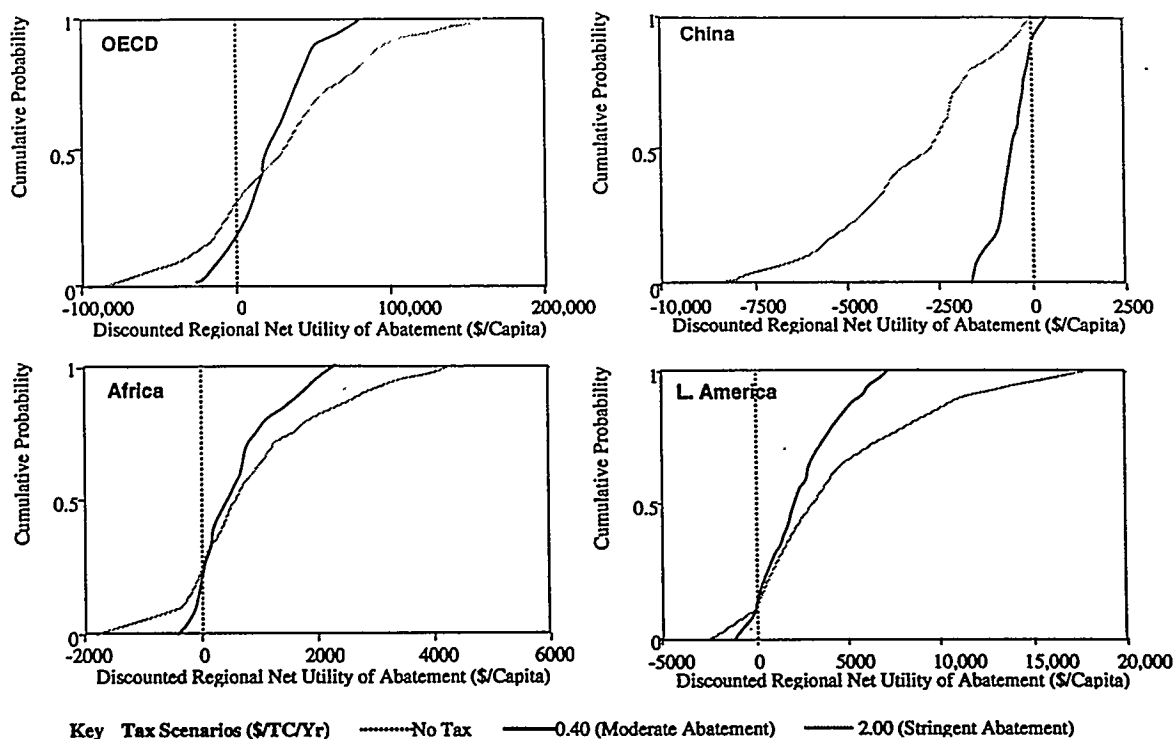 OECD
Cumulative Probability
1
0.5
0
-100,000
0
100,000
200,000
Discounted Regional Net Utility of Abatement ($/Capita)
China
Cumulative Probability
1
0.5
0
-10,000
-7500
-5000
-2500
0
2500
Discounted Regional Net Utility of Abatement ($/Capita)
Africa
Cumulative Probability
1
0.5
0
-2000
0
2000
4000
6000
Discounted Regional Net Utility of Abatement ($/Capita)
L. America
Cumulative Probability
1
0.5
0
-5000
0
5000
10,000
15,000
20,000
Discounted Regional Net Utility of Abatement ($/Capita)
Key Tax Scenarios ($/TC/Yr) No Tax 0.40 (Moderate Abatement) 2.00 (Stringent Abatement)